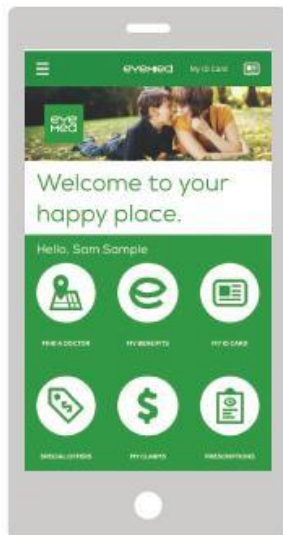 eyemed My ID Card
eye
med
Welcome to your
happy place.
Hello, Sam Sample
FIND A DOCTOR MY BENEFITS MY ID CARD
SPECIAL OFFERS MY CLAIMS PRESCRIPTIONS